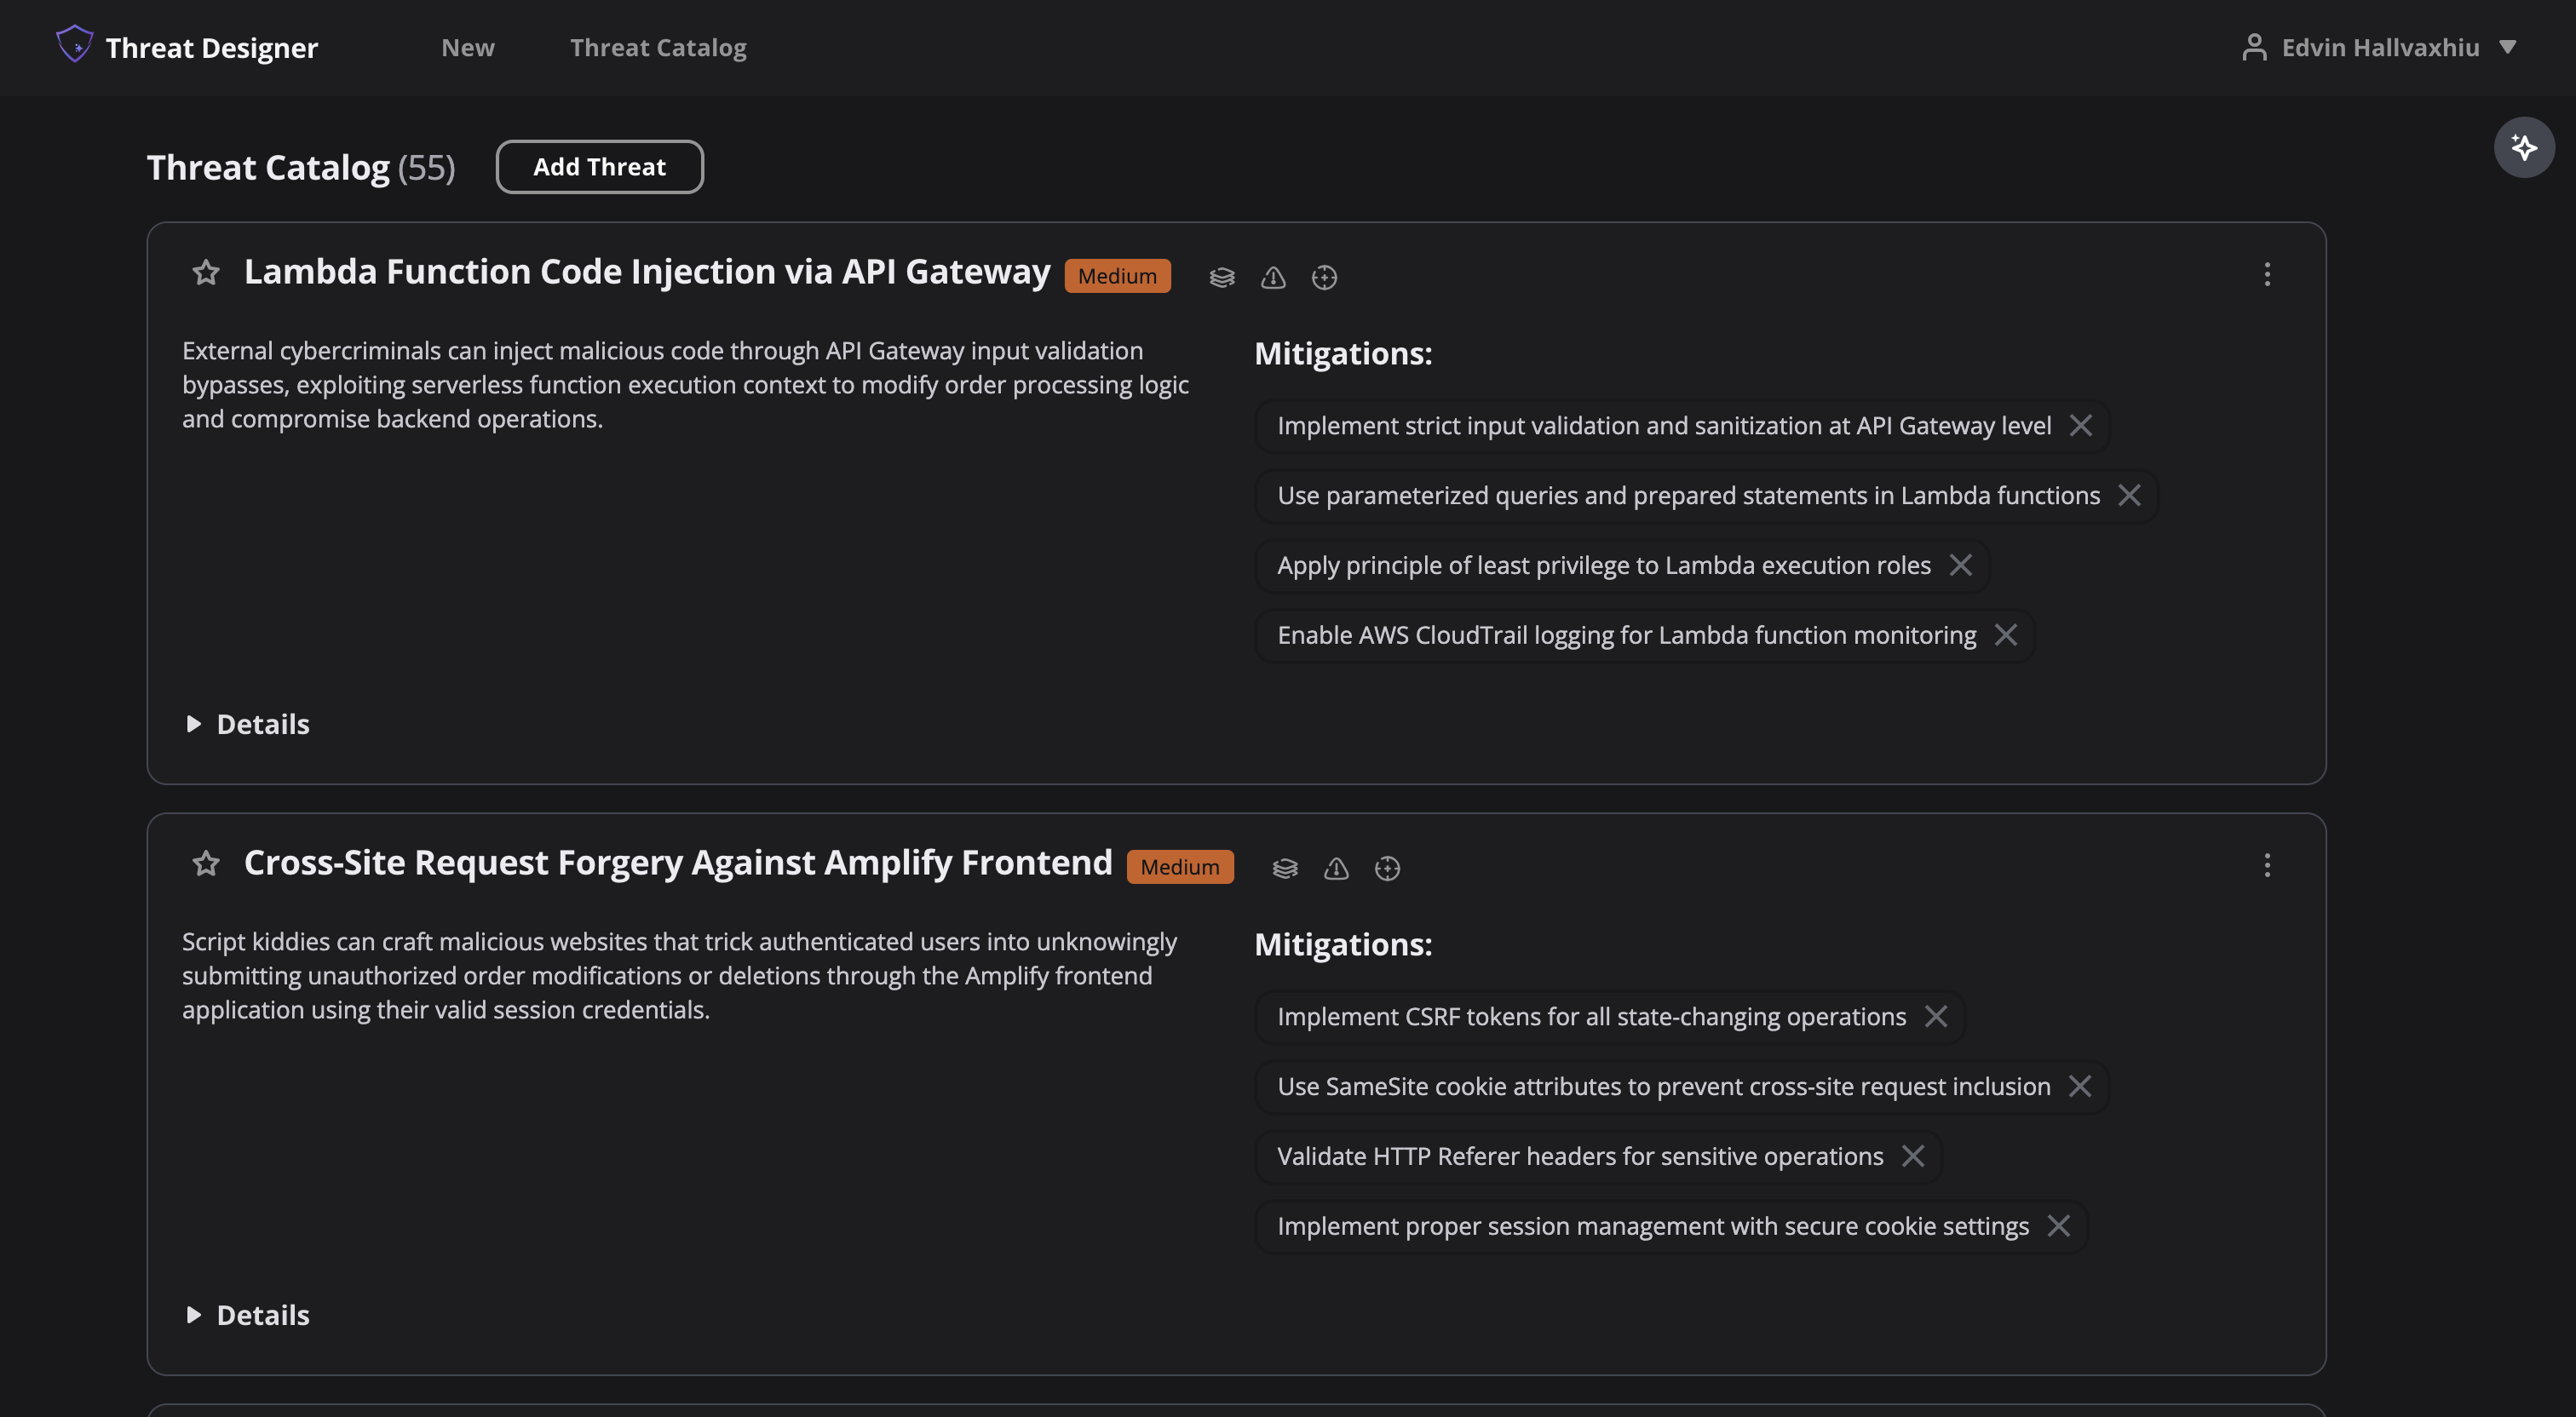 Threat Designer
New
Threat Catalog
Edvin Hallvaxhiu
Threat Catalog (55)
Add Threat
Lambda Function Code Injection via API Gateway
Medium
External cybercriminals can inject malicious code through API Gateway input validation
bypasses, exploiting serverless function execution context to modify order processing logic
and compromise backend operations.
Mitigations:
Implement strict input validation and sanitization at API Gateway level
Use parameterized queries and prepared statements in Lambda functions
Apply principle of least privilege to Lambda execution roles
Enable AWS CloudTrail logging for Lambda function monitoring
Details
Cross-Site Request Forgery Against Amplify Frontend
Medium
Script kiddies can craft malicious websites that trick authenticated users into unknowingly
submitting unauthorized order modifications or deletions through the Amplify frontend
application using their valid session credentials.
Mitigations:
Implement CSRF tokens for all state-changing operations
Use SameSite cookie attributes to prevent cross-site request inclusion
Validate HTTP Referer headers for sensitive operations
Implement proper session management with secure cookie settings
Details